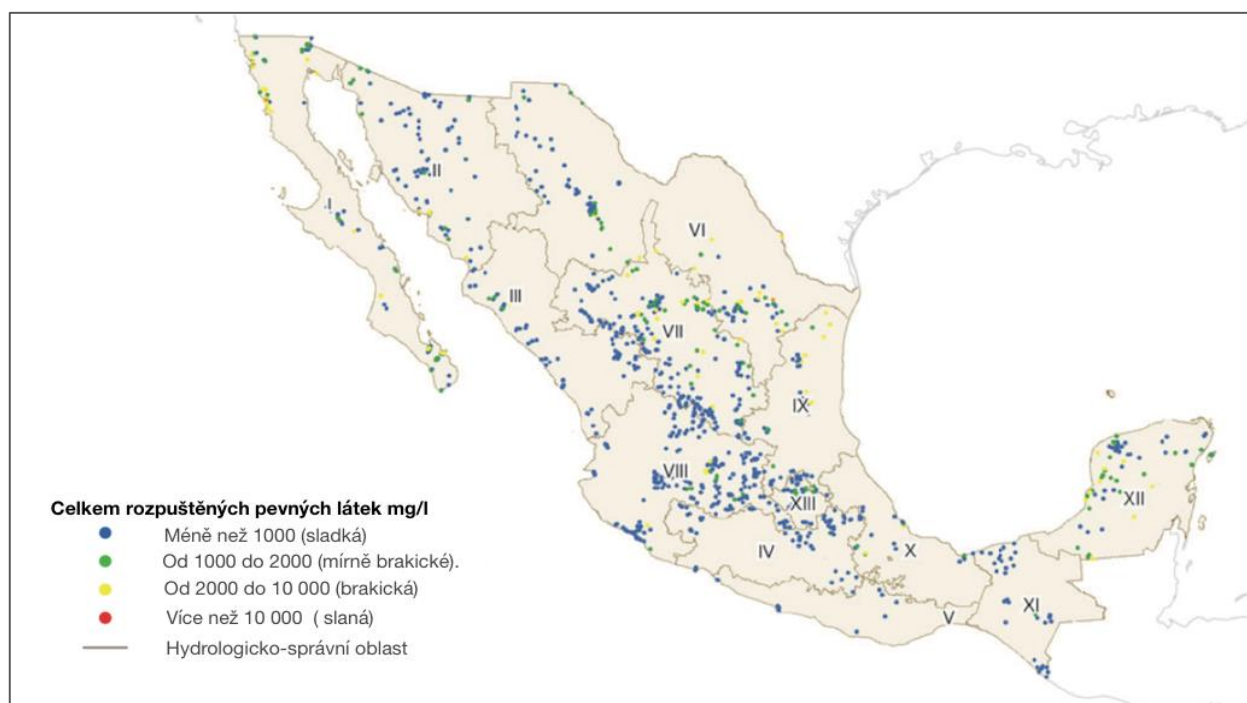 I
II
III
VI
VII
IX
VIII
XIII
IV
X
V
XI
XII
Celkem rozpuštěných pevných látek mg/l
Méně než 1000 (sladká)
Od 1000 do 2000 (mírně brakické).
Od 2000 do 10 000 (brakická)
Více než 10 000 ( slaná)
Hydrologicko-správní oblast